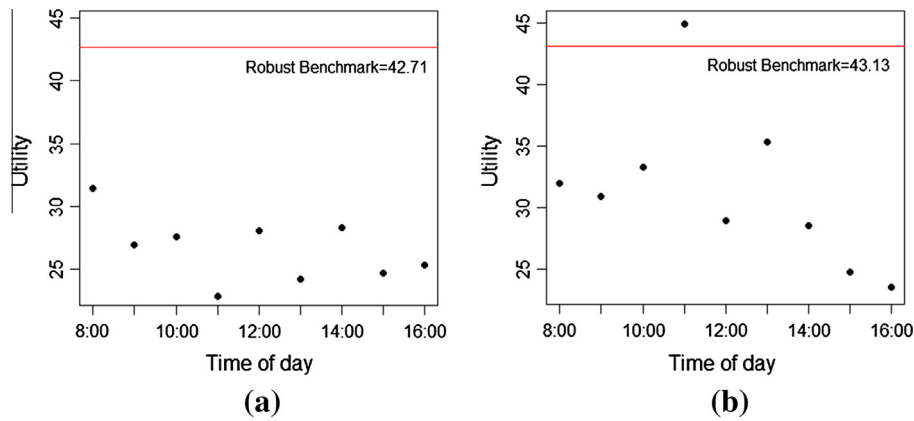 Utility
45
40
35
30
25
Robust Benchmark=42.71
8:00 10:00 12:00 14:00 16:00
Time of day
(a)
Utility
45
40
35
30
25
Robust Benchmark=43.13
8:00 10:00 12:00 14:00 16:00
Time of day
(b)